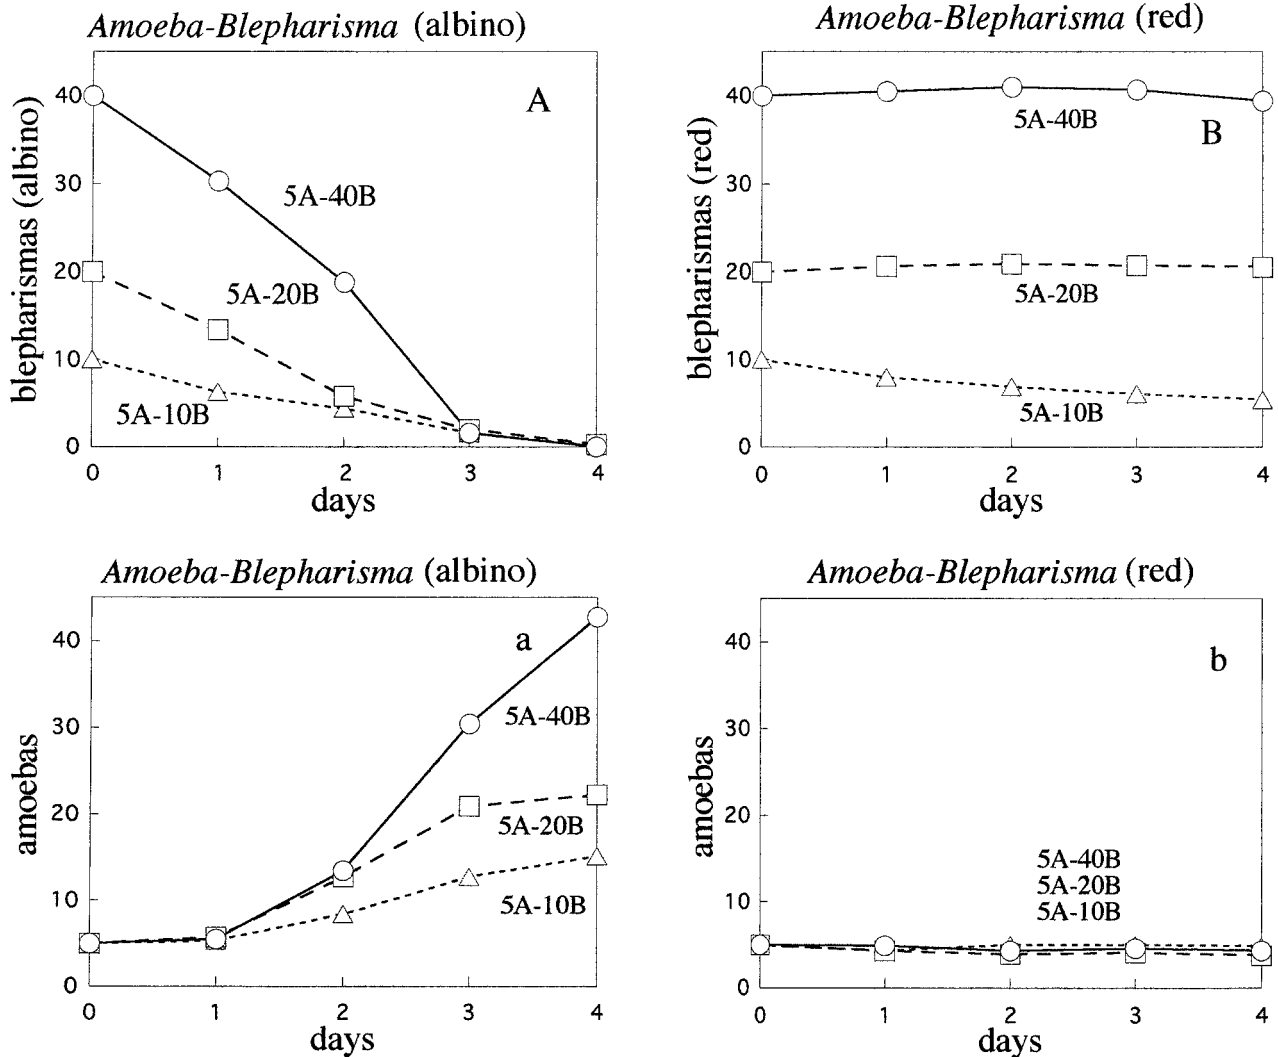 Amoeba-Blepharisma (albino)
A
blepharismas (albino)
40
30
20
10
0
5A-40B
5A-20B
5A-10B
0 1 2 3 4
days
Amoeba-Blepharisma (red)
B
blepharismas (red)
40
30
20
10
0
5A-40B
5A-20B
5A-10B
0 1 2 3 4
days
Amoeba-Blepharisma (albino)
a
amoebas
40
30
20
10
0
5A-40B
5A-20B
5A-10B
0 1 2 3 4
days
Amoeba-Blepharisma (red)
b
amoebas
40
30
20
10
0
5A-40B
5A-20B
5A-10B
0 1 2 3 4
days